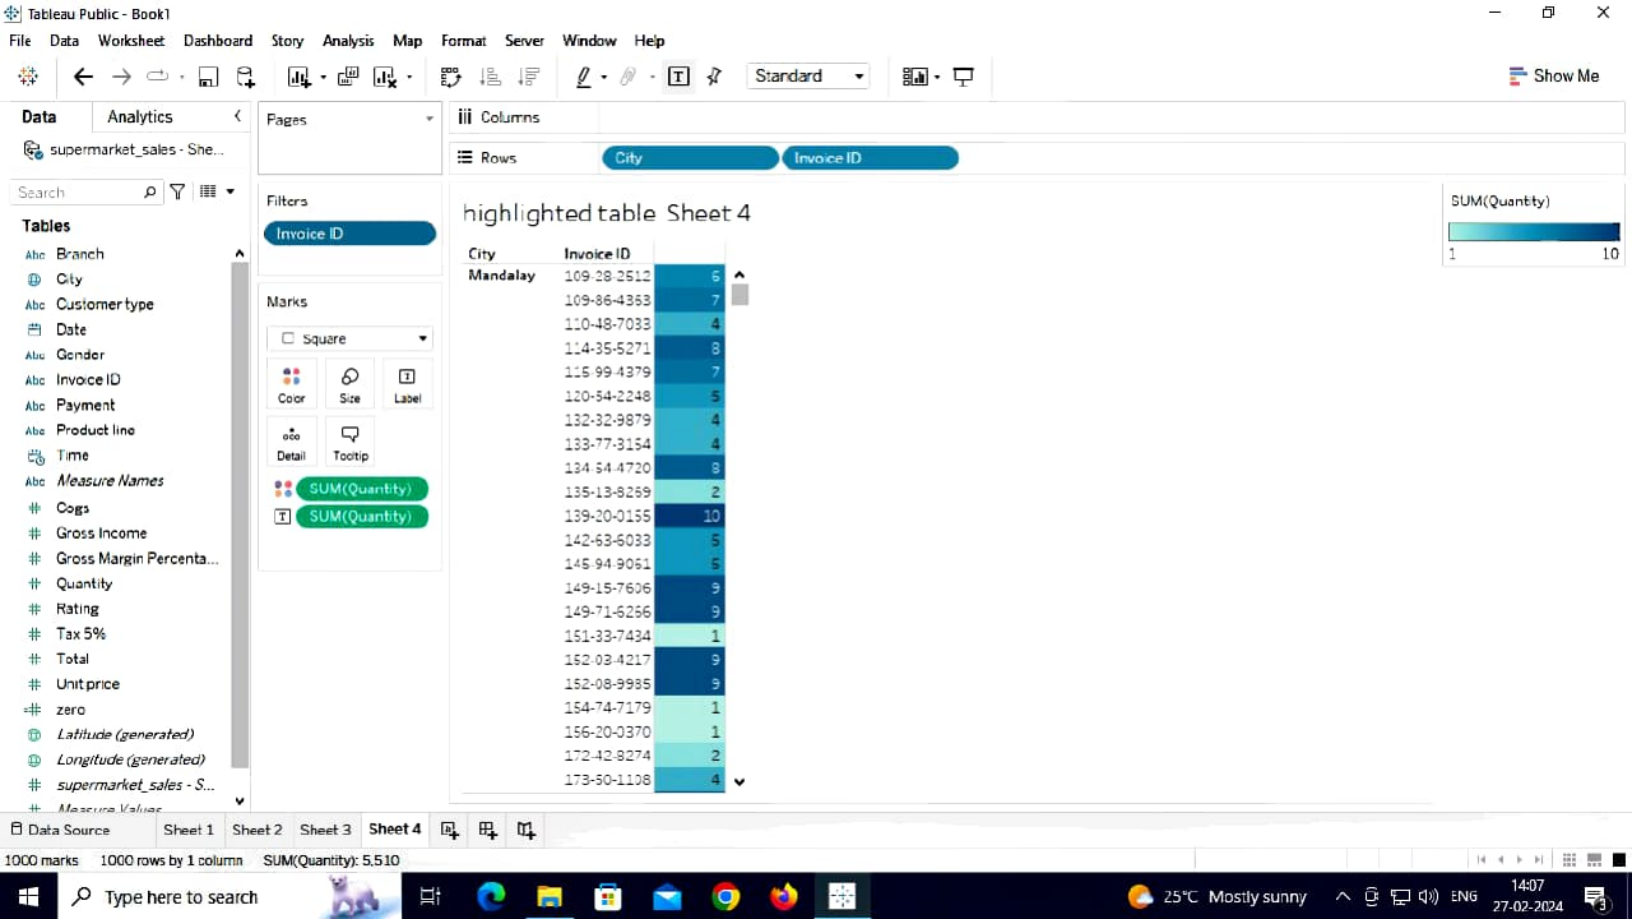 Tableau Public - Book1
File Data Worksheet Dashboard Story Analysis Map Format Server Window Help
Standard
Show Me
Data
Analytics
supermarket_sales - She...
Search
Tables
Abc Branch
City
Abc Customer type
Date
Abc Gender
Abc Invoice ID
Abc Payment
Abc Product line
Time
Abc Measure Names
# Cogs
# Gross Income
# Gross Margin Percenta...
# Quantity
# Rating
# Tax 5%
# Total
# Unit price
=# zero
Latitude (generated)
Longitude (generated)
# supermarket_sales - S...
# Measure Values
Pages
Filters
Invoice ID
Marks
Square
Color
Size
Label
Detail
Tooltip
SUM(Quantity)
SUM(Quantity)
Columns
Rows
City
Invoice ID
highlighted table Sheet 4
City Invoice ID
Mandalay 109-28-2512 6
109-86-4363 7
110-48-7033 4
114-35-5271 8
115-99-4379 7
120-54-2248 5
132-32-9879 4
133-77-3154 4
134-54-4720 8
135-13-8269 2
139-20-0155 10
142-63-6033 5
145-94-9061 5
149-15-7606 9
149-71-6266 9
151-33-7434 1
152-03-4217 9
152-08-9985 9
154-74-7179 1
156-20-0370 1
172-42-8274 2
173-50-1108 4
SUM(Quantity)
1 10
Data Source
Sheet 1
Sheet 2
Sheet 3
Sheet 4
1000 marks 1000 rows by 1 column SUM(Quantity): 5,510
Type here to search
25°C Mostly sunny
ENG
14:07
27-02-2024
3